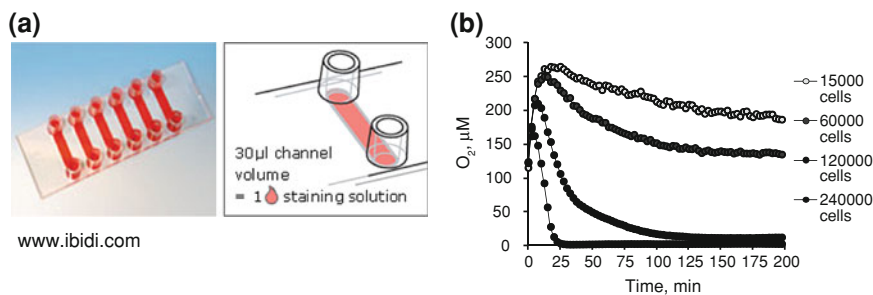 (a)
30µl channel
volume
= 1 staining solution
www.ibidi.com
(b)
O2, µM
300
250
200
150
100
50
0
0 25 50 75 100 125 150 175 200
Time, min
15000
cells
60000
cells
120000
cells
240000
cells